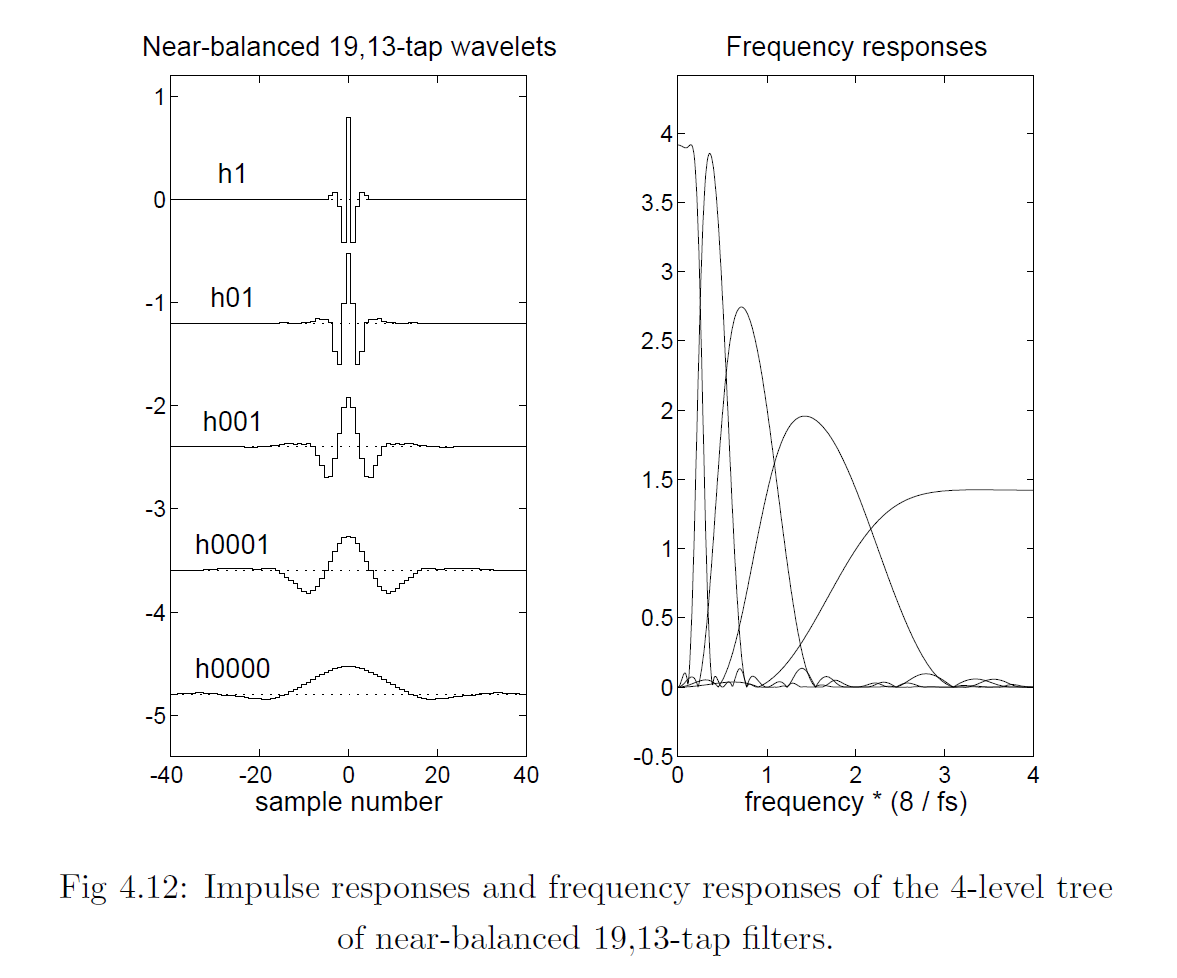 Near-balanced 19,13-tap wavelets
1
0
-1
-2
-3
-4
-5
h1
h01
h001
h0001
h0000
-40 -20 0 20 40
sample number
Frequency responses
4
3.5
3
2.5
2
1.5
1
0.5
0
-0.5
0 1 2 3 4
frequency * (8 / fs)
Fig 4.12: Impulse responses and frequency responses of the 4-level tree
of near-balanced 19,13-tap filters.